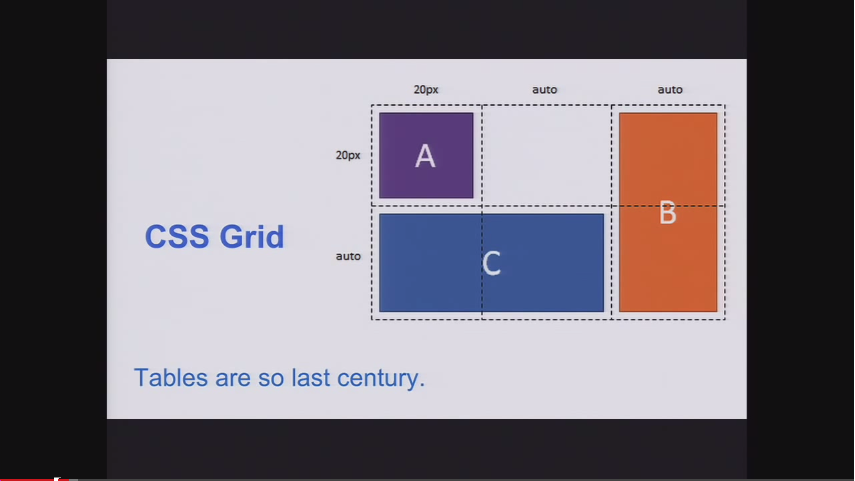 20px auto auto
20px
A
B
CSS Grid
auto
C
Tables are so last century.